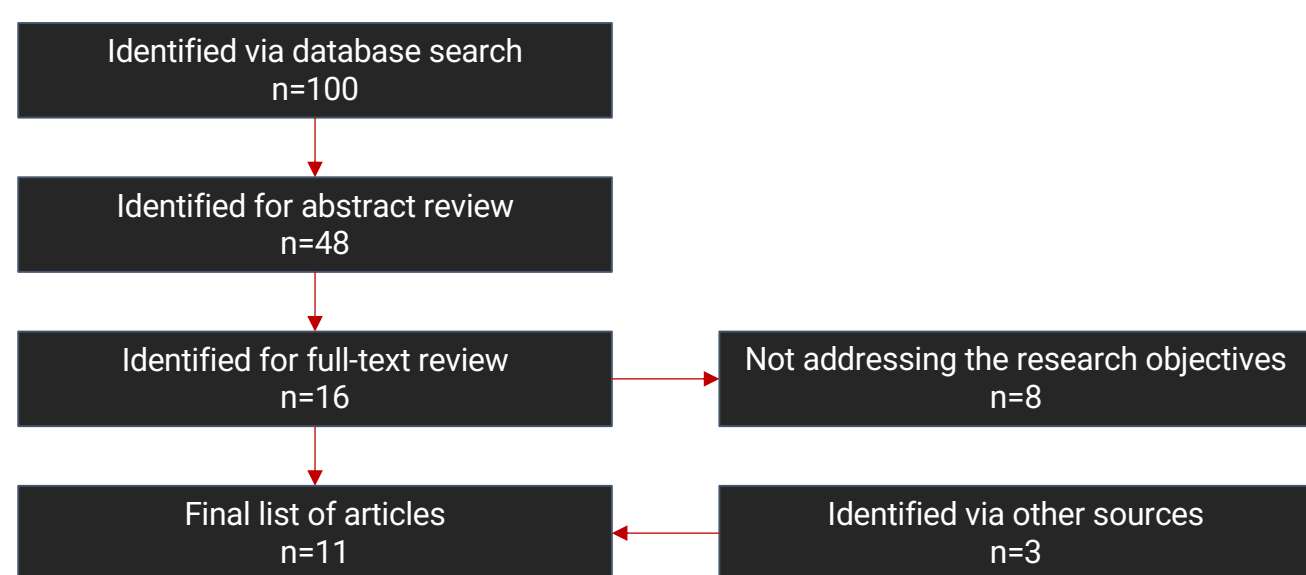 Identified via database search
n=100
Identified for abstract review
n=48
Identified for full-text review
n=16
Not addressing the research objectives
n=8
Final list of articles
n=11
Identified via other sources
n=3